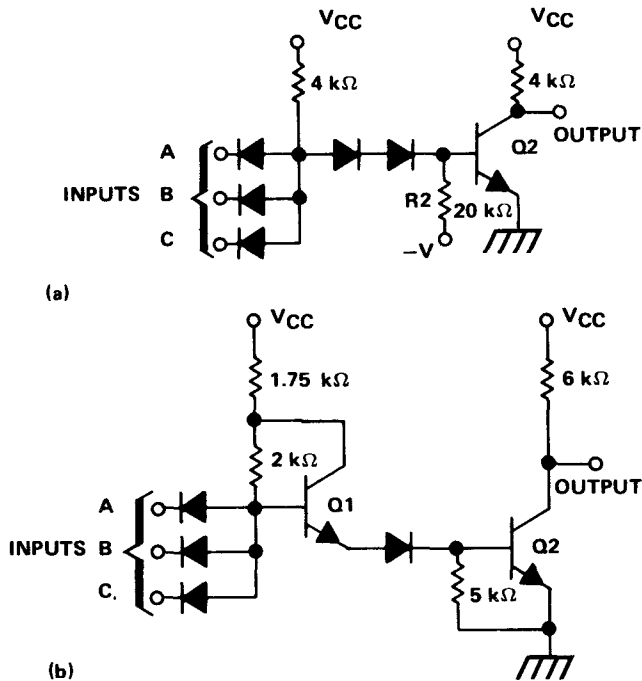 VCC
VCC
4 kΩ
4 kΩ
OUTPUT
A
Q2
INPUTS B
R2
20 kΩ
C
−V
(a)
VCC
VCC
1.75 kΩ
6 kΩ
2 kΩ
OUTPUT
A
Q1
INPUTS B
Q2
C.
5 kΩ
(b)